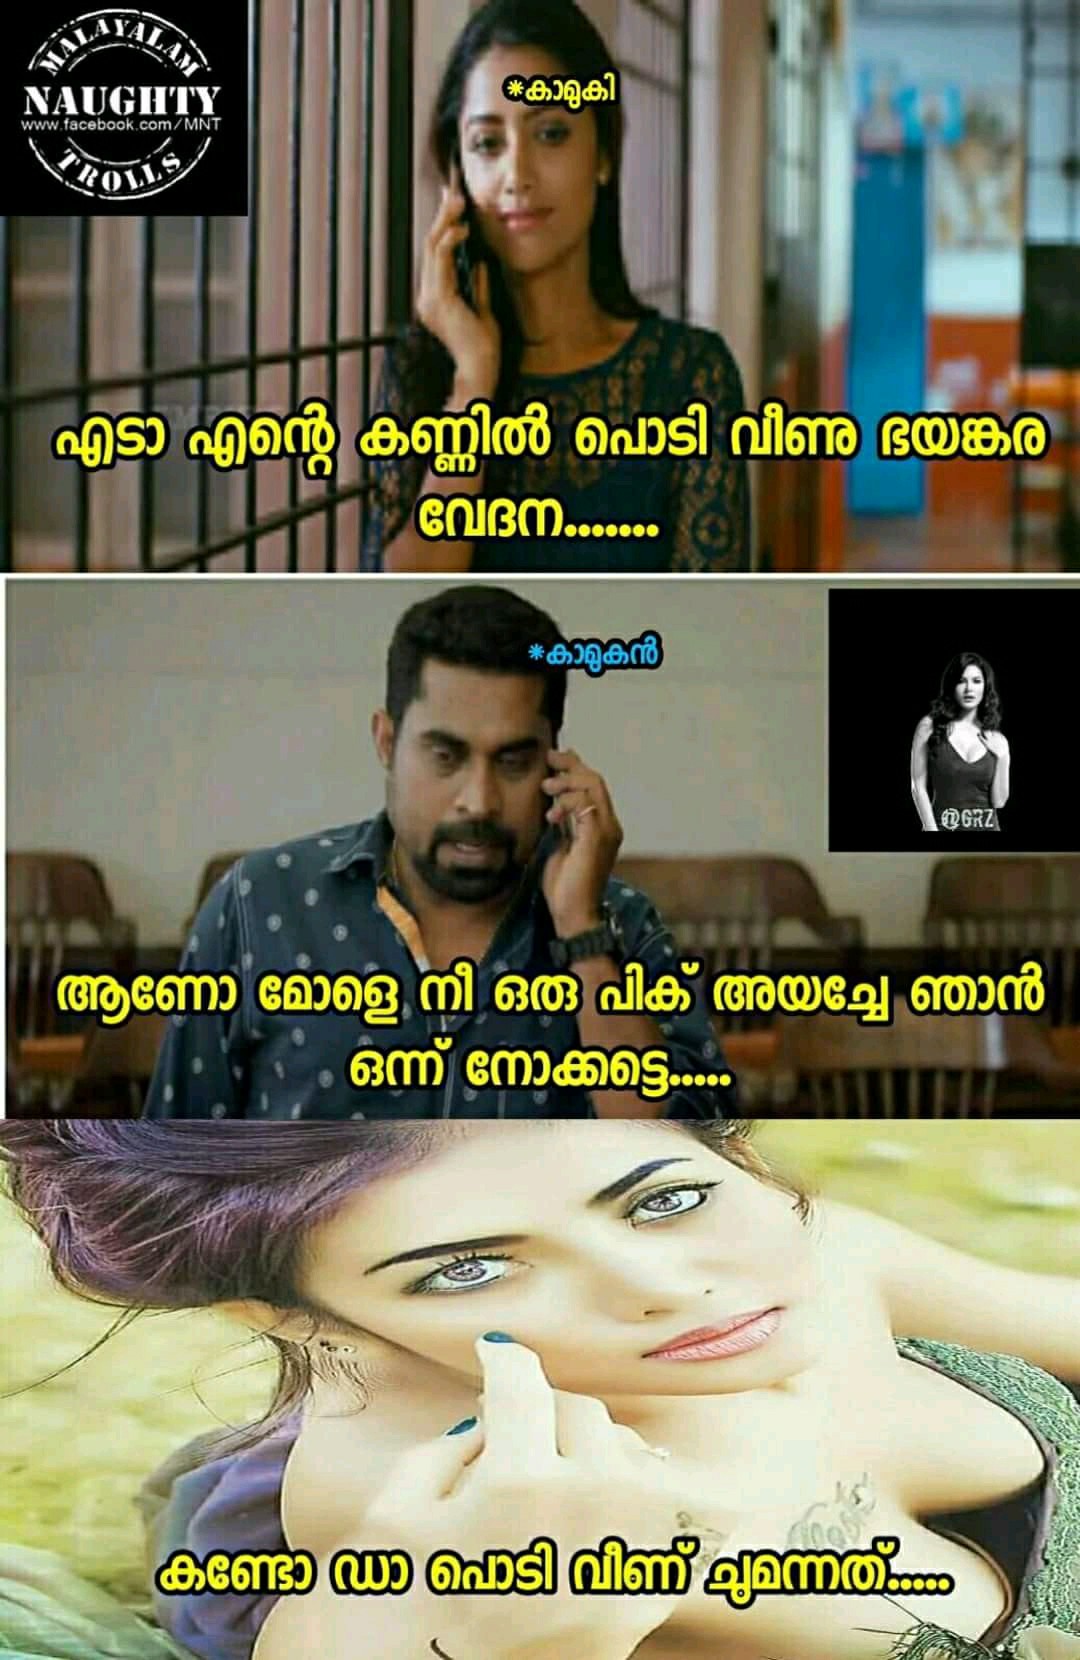 MALAYALAM
NAUGHTY
www.facebook.com/MNT
TROLLS
*കാമുകി
എടാ എന്റെ കണ്ണിൽ പൊടി വീണു ഭയങ്കര
വേദന.......
*കാമുകൻ
@GRZ
ആണോ മോളെ നീ ഒരു പിക് അയച്ചേ ഞാൻ
ഒന്ന് നോക്കട്ടെ.....
കണ്ടോ ഡാ പൊടി വീണ് ചുമന്നത്.....